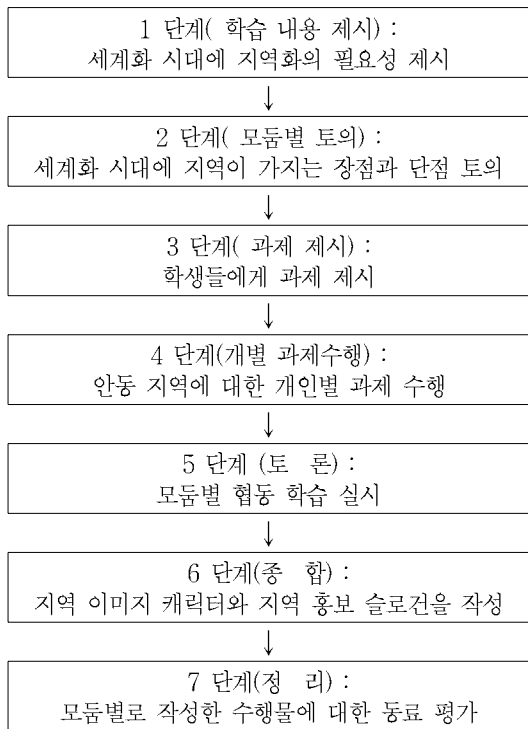 1 단계( 학습 내용 제시) :
세계화 시대에 지역화의 필요성 제시
↓
2 단계( 모둠별 토의) :
세계화 시대에 지역이 가지는 장점과 단점 토의
↓
3 단계( 과제 제시) :
학생들에게 과제 제시
↓
4 단계(개별 과제수행) :
안동 지역에 대한 개인별 과제 수행
↓
5 단계 (토 론) :
모둠별 협동 학습 실시
↓
6 단계(종 합) :
지역 이미지 캐릭터와 지역 홍보 슬로건을 작성
↓
7 단계(정 리) :
모둠별로 작성한 수행물에 대한 동료 평가